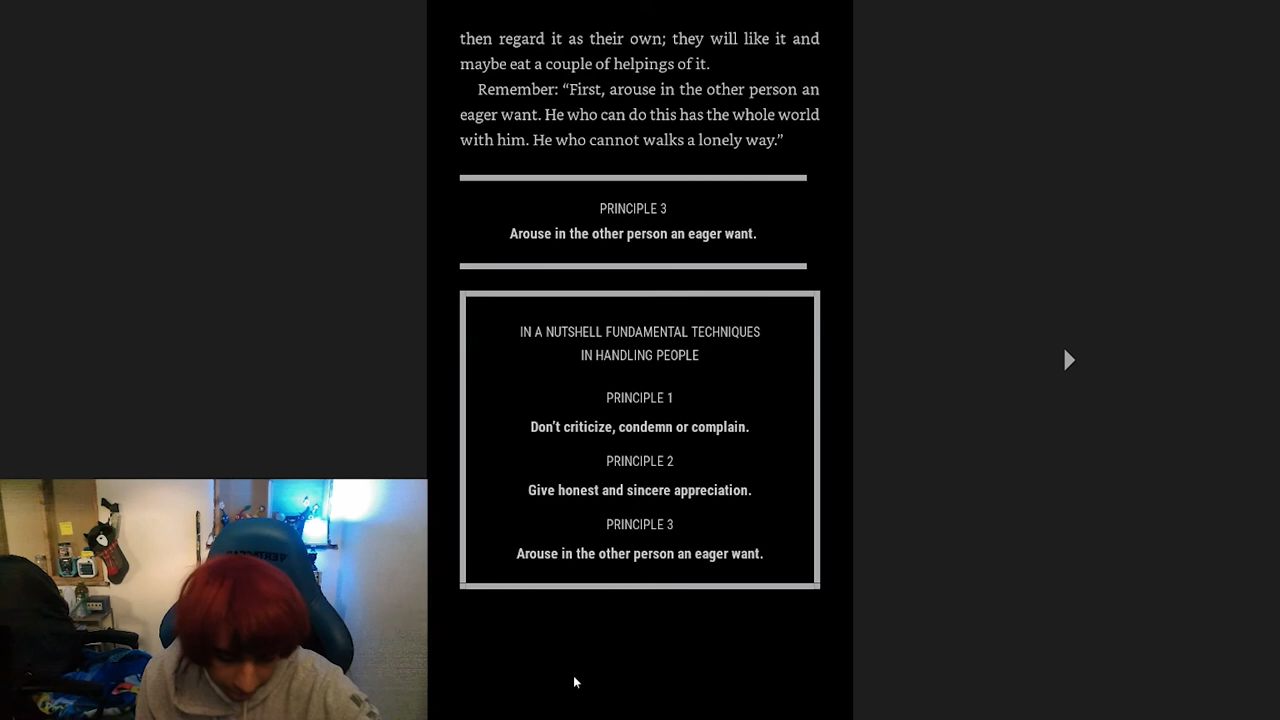 then regard it as their own; they will like it and
maybe eat a couple of helpings of it.
Remember: “First, arouse in the other person an
eager want. He who can do this has the whole world
with him. He who cannot walks a lonely way.”
PRINCIPLE 3
Arouse in the other person an eager want.
IN A NUTSHELL FUNDAMENTAL TECHNIQUES
IN HANDLING PEOPLE
PRINCIPLE 1
Don’t criticize, condemn or complain.
PRINCIPLE 2
Give honest and sincere appreciation.
PRINCIPLE 3
Arouse in the other person an eager want.